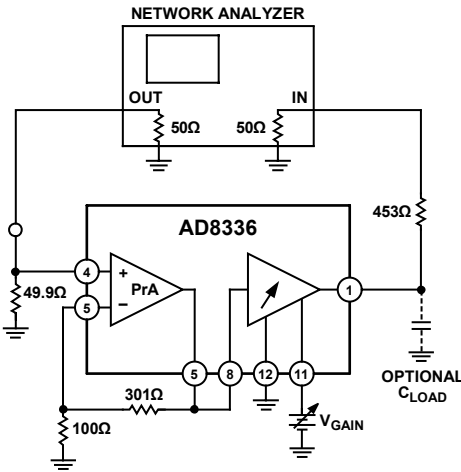 NETWORK ANALYZER
OUT IN
50Ω 50Ω
453Ω
AD8336
4 + PrA 1
49.9Ω
5 −
5 8 12 11
OPTIONAL
CLOAD
301Ω
VGAIN
100Ω